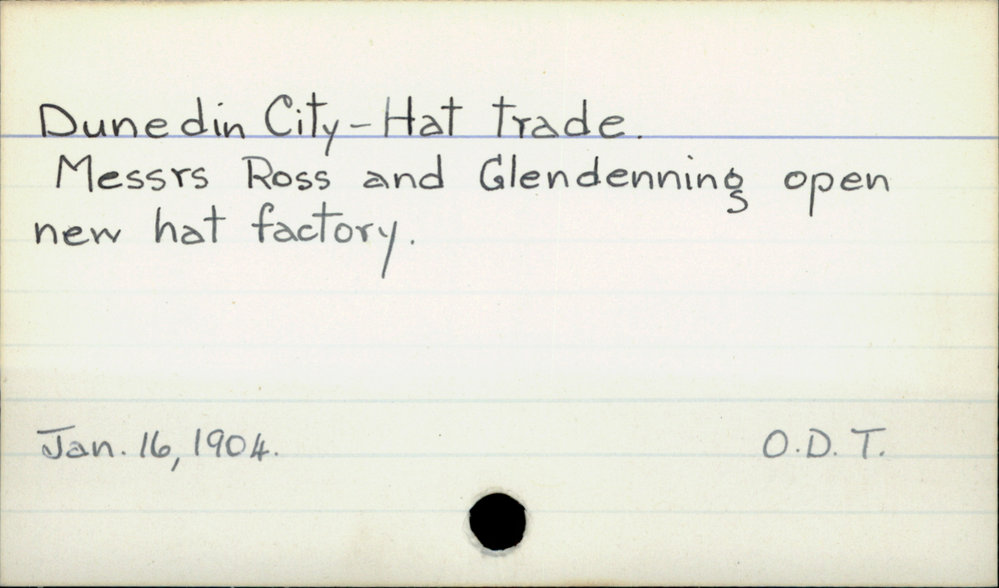 Dunedin City - Hat trade.
Messrs Ross and Glendenning open
new hat factory.
Jan. 16, 1904. O.D.T.